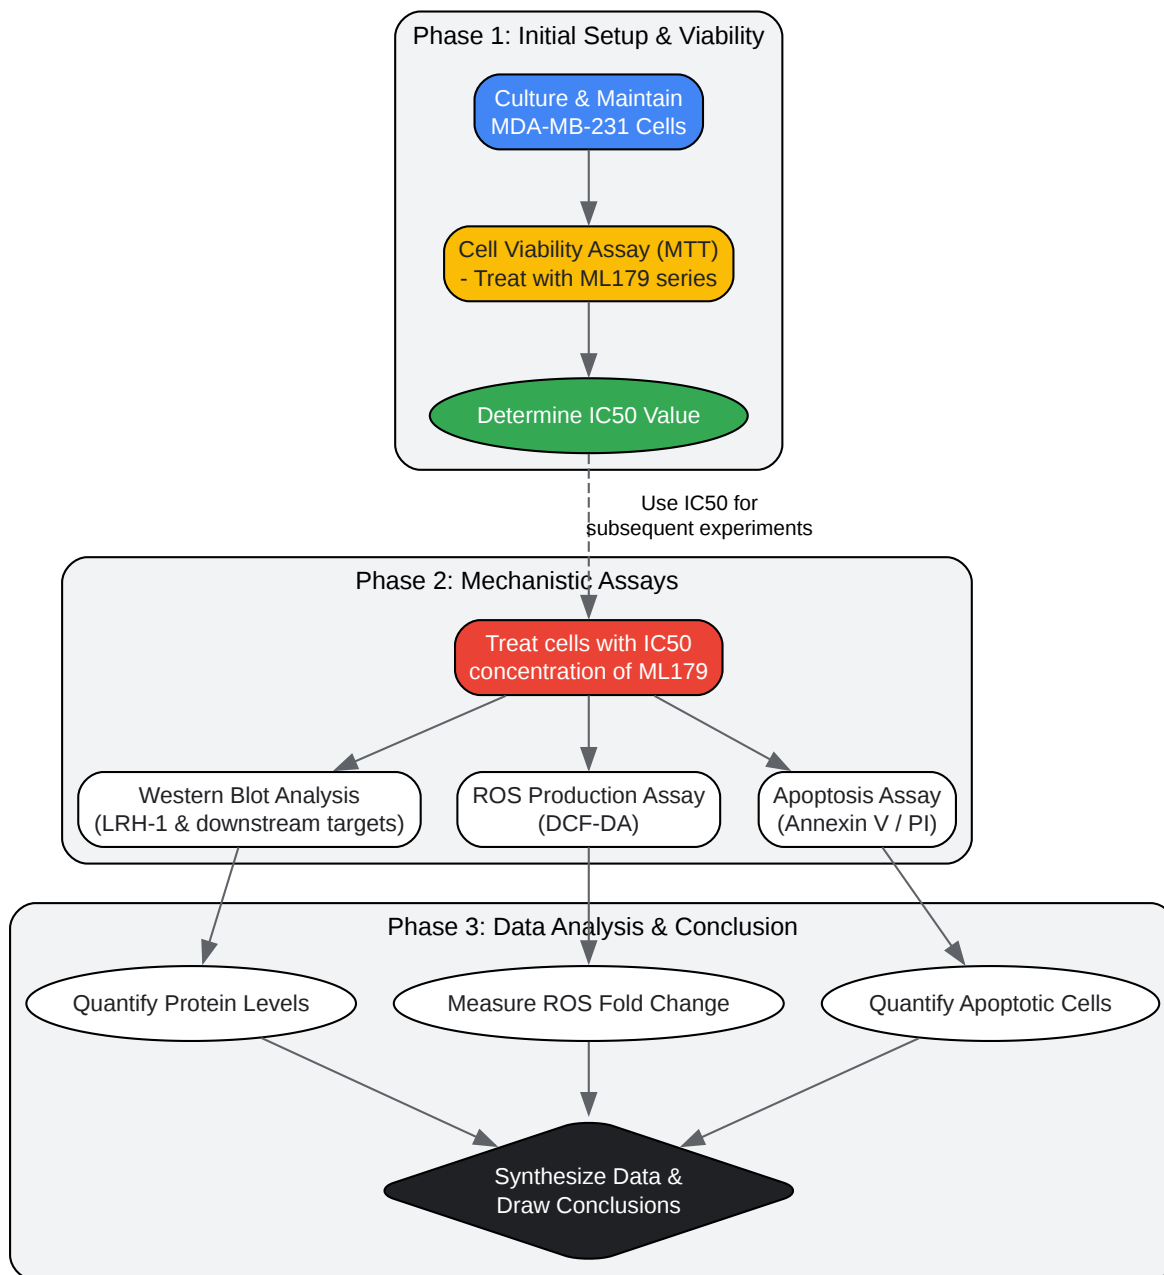 Phase 1: Initial Setup & Viability
Culture & Maintain
MDA-MB-231 Cells
Cell Viability Assay (MTT)
- Treat with ML179 series
Determine IC50 Value
Use IC50 for
subsequent experiments
Phase 2: Mechanistic Assays
Treat cells with IC50
concentration of ML179
Western Blot Analysis
(LRH-1 & downstream targets)
ROS Production Assay
(DCF-DA)
Apoptosis Assay
(Annexin V / PI)
Phase 3: Data Analysis & Conclusion
Quantify Protein Levels
Measure ROS Fold Change
Quantify Apoptotic Cells
Synthesize Data &
Draw Conclusions